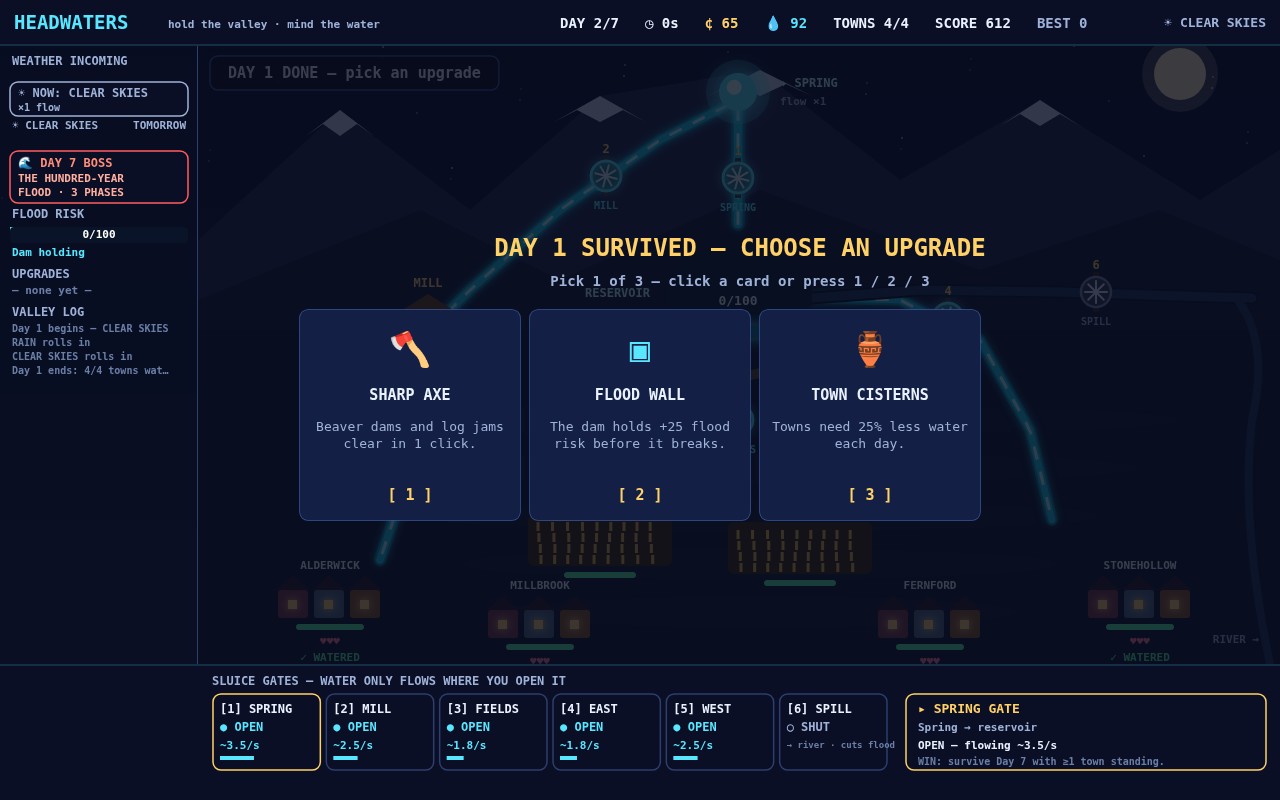 HEADWATERS
hold the valley · mind the water
DAY 2/7
◷ 0s
¢ 65
💧 92
TOWNS 4/4
SCORE 612
BEST 0
☀ CLEAR SKIES
WEATHER INCOMING
☀ NOW: CLEAR SKIES
×1 flow
☀ CLEAR SKIES TOMORROW
🌊 DAY 7 BOSS
THE HUNDRED-YEAR
FLOOD · 3 PHASES
FLOOD RISK
0/100
Dam holding
UPGRADES
— none yet —
VALLEY LOG
Day 1 begins — CLEAR SKIES
RAIN rolls in
CLEAR SKIES rolls in
Day 1 ends: 4/4 towns wat…
DAY 1 DONE — pick an upgrade
SPRING
flow ×1
2
MILL
SPRING
DAY 1 SURVIVED — CHOOSE AN UPGRADE
Pick 1 of 3 — click a card or press 1 / 2 / 3
MILL
RESERVOIR
0/100
4
6
SPILL
SHARP AXE
Beaver dams and log jams
clear in 1 click.
[ 1 ]
FLOOD WALL
The dam holds +25 flood
risk before it breaks.
[ 2 ]
TOWN CISTERNS
Towns need 25% less water
each day.
[ 3 ]
ALDERWICK
MILLBROOK
FERNFORD
STONEHOLLOW
♥♥♥
✓ WATERED
♥♥♥
♥♥♥
♥♥♥
✓ WATERED
RIVER →
SLUICE GATES — WATER ONLY FLOWS WHERE YOU OPEN IT
[1] SPRING
● OPEN
~3.5/s
[2] MILL
● OPEN
~2.5/s
[3] FIELDS
● OPEN
~1.8/s
[4] EAST
● OPEN
~1.8/s
[5] WEST
● OPEN
~2.5/s
[6] SPILL
○ SHUT
→ river · cuts flood
▸ SPRING GATE
Spring → reservoir
OPEN — flowing ~3.5/s
WIN: survive Day 7 with ≥1 town standing.